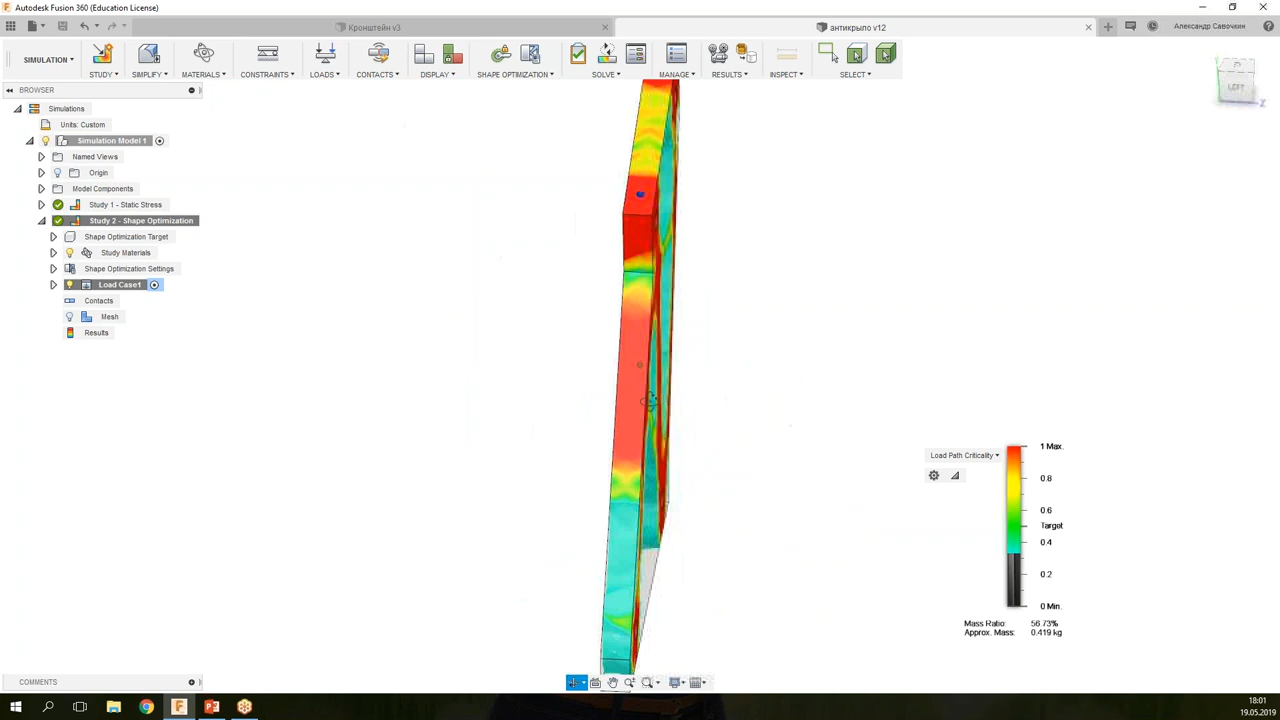 Autodesk Fusion 360 (Education License)
Кронштейн v3
антикрыло v12
Александр Савочкин
SIMULATION
STUDY
SIMPLIFY
MATERIALS
CONSTRAINTS
LOADS
CONTACTS
DISPLAY
SHAPE OPTIMIZATION
SOLVE
MANAGE
RESULTS
INSPECT
SELECT
LEFT
BROWSER
Simulations
Units: Custom
Simulation Model 1
Named Views
Origin
Model Components
Study 1 - Static Stress
Study 2 - Shape Optimization
Shape Optimization Target
Study Materials
Shape Optimization Settings
Load Case1
Contacts
Mesh
Results
Load Path Criticality
1 Max.
0.8
0.6
Target
0.4
0.2
0 Min.
Mass Ratio: 56.73%
Approx. Mass: 0.419 kg
COMMENTS
18:01
19.05.2019